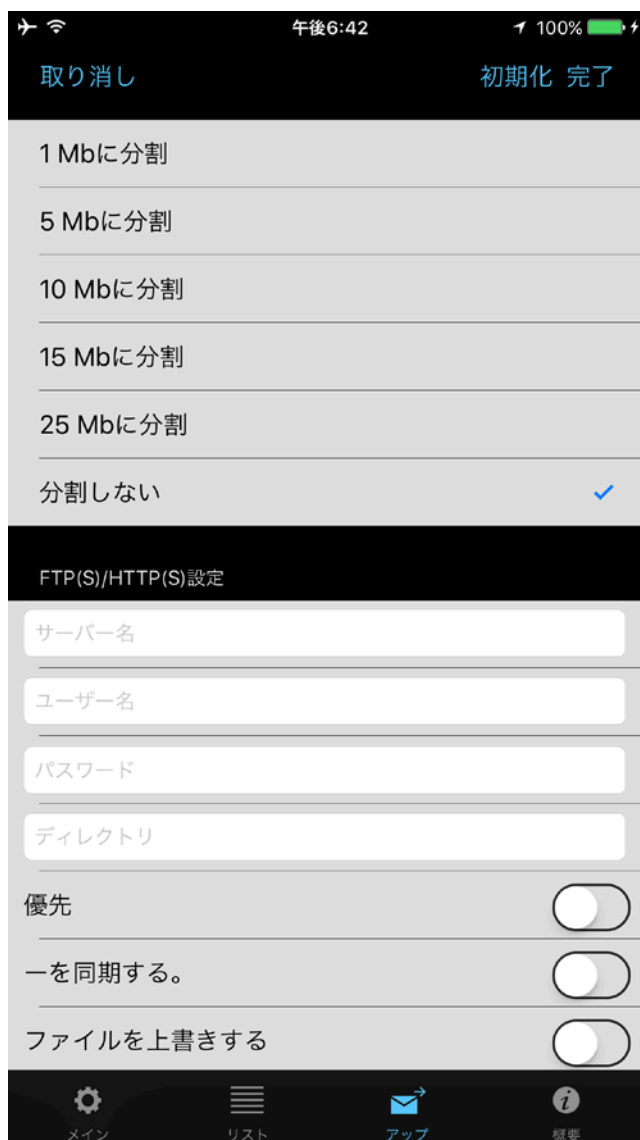 午後6:42
100%
取り消し
初期化 完了
1 Mbに分割
5 Mbに分割
10 Mbに分割
15 Mbに分割
25 Mbに分割
分割しない
FTP(S)/HTTP(S)設定
サーバー名
ユーザー名
パスワード
ディレクトリ
優先
ーを同期する。
ファイルを上書きする
メイン
リスト
アップ
概要